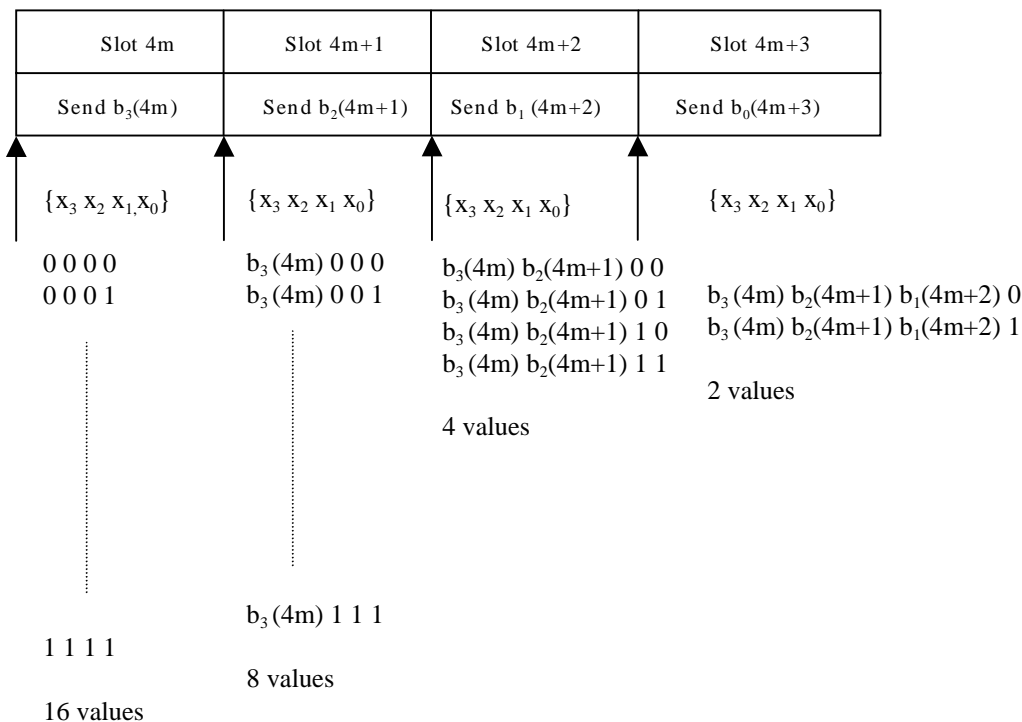 Slot 4m Slot 4m+1 Slot 4m+2 Slot 4m+3
Send b₃(4m) Send b₂(4m+1) Send b₁ (4m+2) Send b₀(4m+3)
{x₃ x₂ x₁,x₀} {x₃ x₂ x₁ x₀} {x₃ x₂ x₁ x₀} {x₃ x₂ x₁ x₀}
0 0 0 0
0 0 0 1
1 1 1 1
16 values
b₃ (4m) 0 0 0
b₃ (4m) 0 0 1
b₃ (4m) 1 1 1
8 values
b₃(4m) b₂(4m+1) 0 0
b₃ (4m) b₂(4m+1) 0 1
b₃ (4m) b₂(4m+1) 1 0
b₃ (4m) b₂(4m+1) 1 1
4 values
b₃ (4m) b₂(4m+1) b₁(4m+2) 0
b₃ (4m) b₂(4m+1) b₁(4m+2) 1
2 values